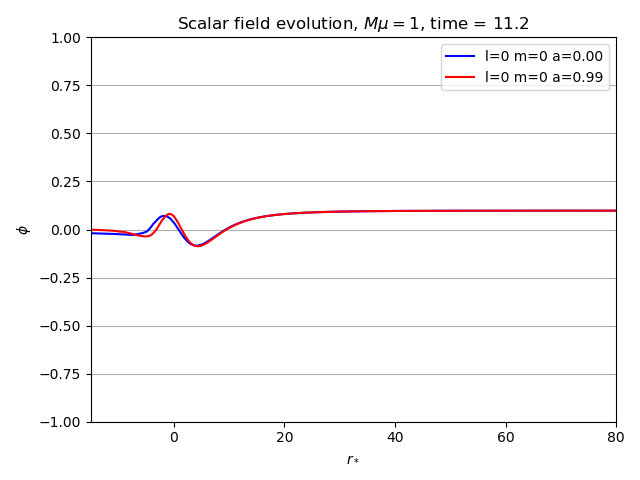 Scalar field evolution, Mμ = 1, time = 11.2
l=0 m=0 a=0.00
l=0 m=0 a=0.99
1.00
0.75
0.50
0.25
0.00
−0.25
−0.50
−0.75
−1.00
ϕ
0 20 40 60 80
r*